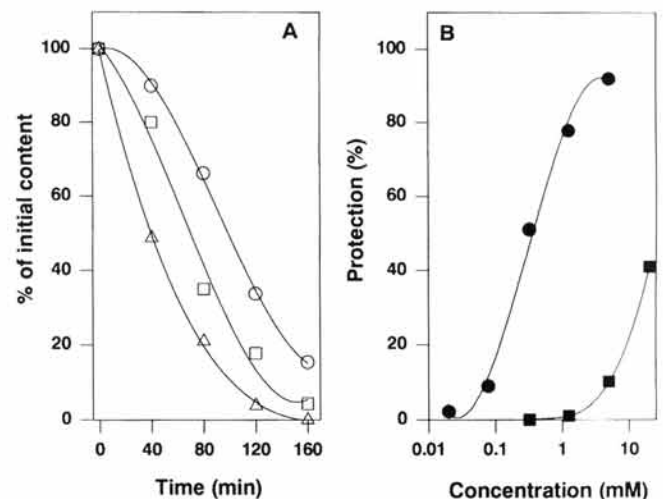 A
100
80
60
40
20
0
% of initial content
0 40 80 120 160
Time (min)
B
100
80
60
40
20
0
Protection (%)
0.01 0.1 1 10
Concentration (mM)